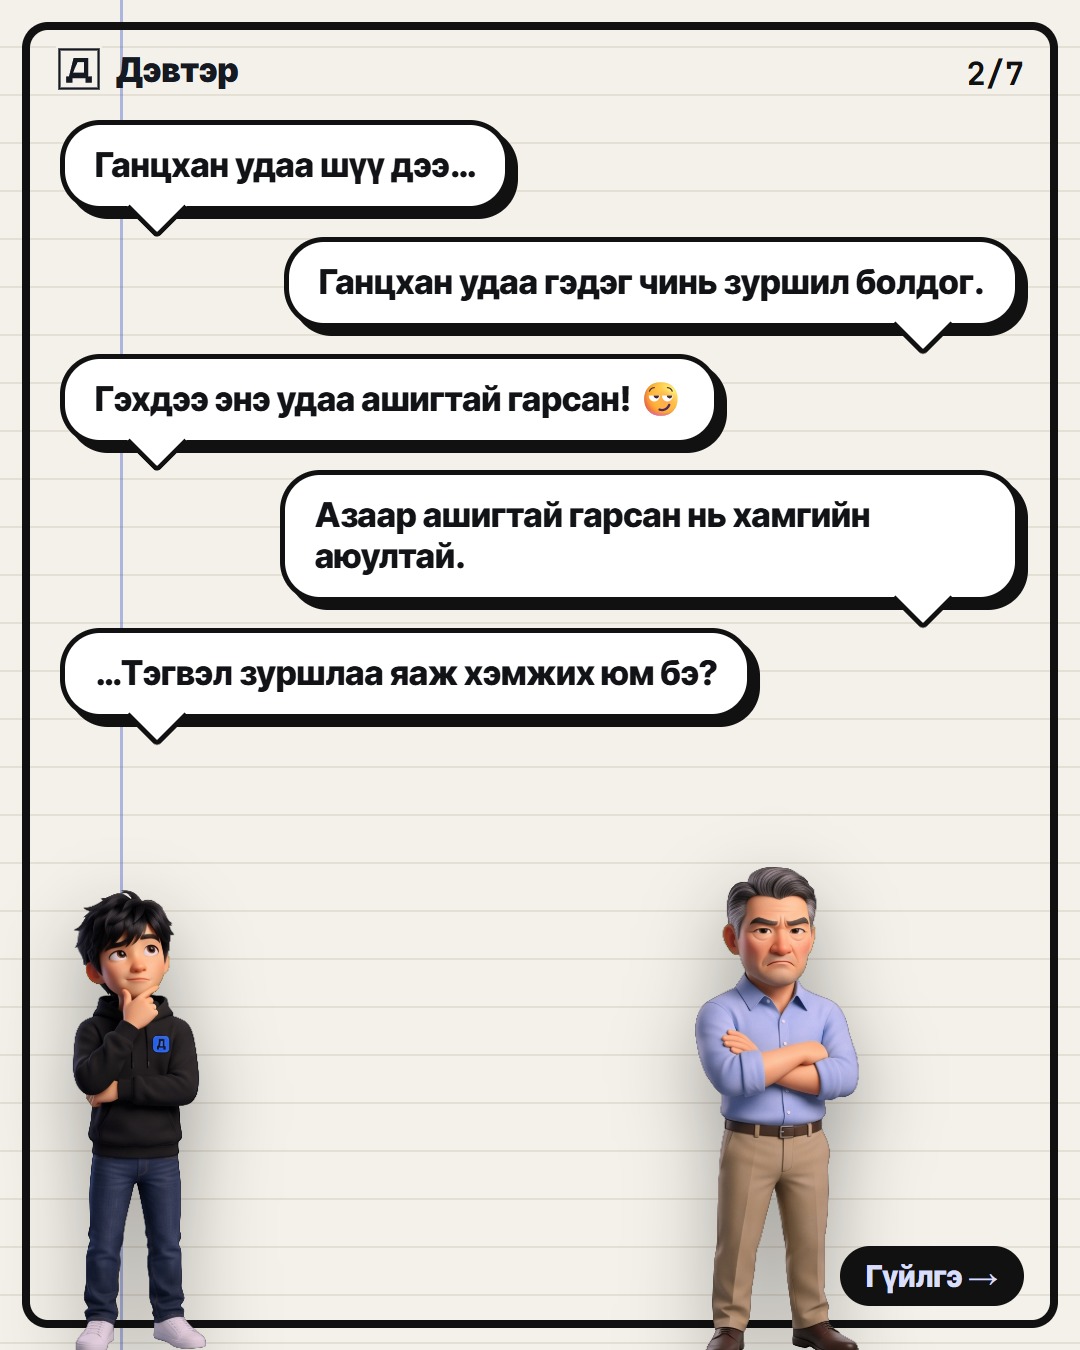 Д Дэвтэр
2/7
Ганцхан удаа шүү дээ...
Ганцхан удаа гэдэг чинь зуршил болдог.
Гэхдээ энэ удаа ашигтай гарсан! 😏
Азаар ашигтай гарсан нь хамгийн
аюултай.
...Тэгвэл зуршлаа яаж хэмжих юм бэ?
Д
Гүйлгэ →